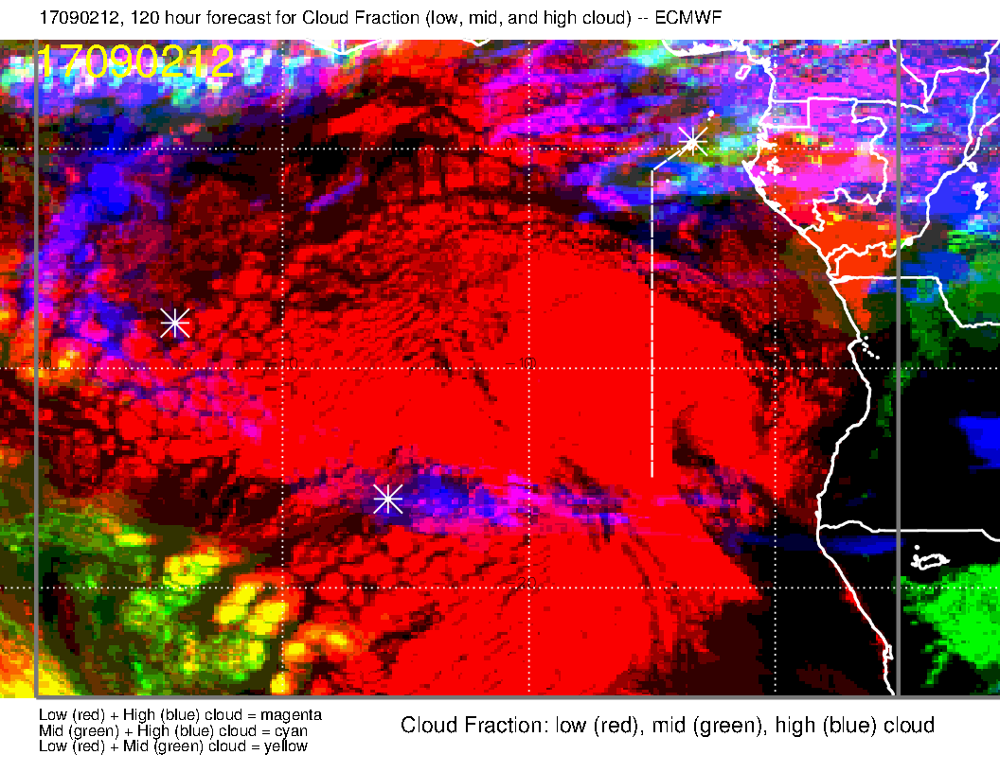 17090212, 120 hour forecast for Cloud Fraction (low, mid, and high cloud) -- ECMWF
17090212
0
-10
Low (red) + High (blue) cloud = magenta
Mid (green) + High (blue) cloud = cyan
Low (red) + Mid (green) cloud = yellow
Cloud Fraction: low (red), mid (green), high (blue) cloud